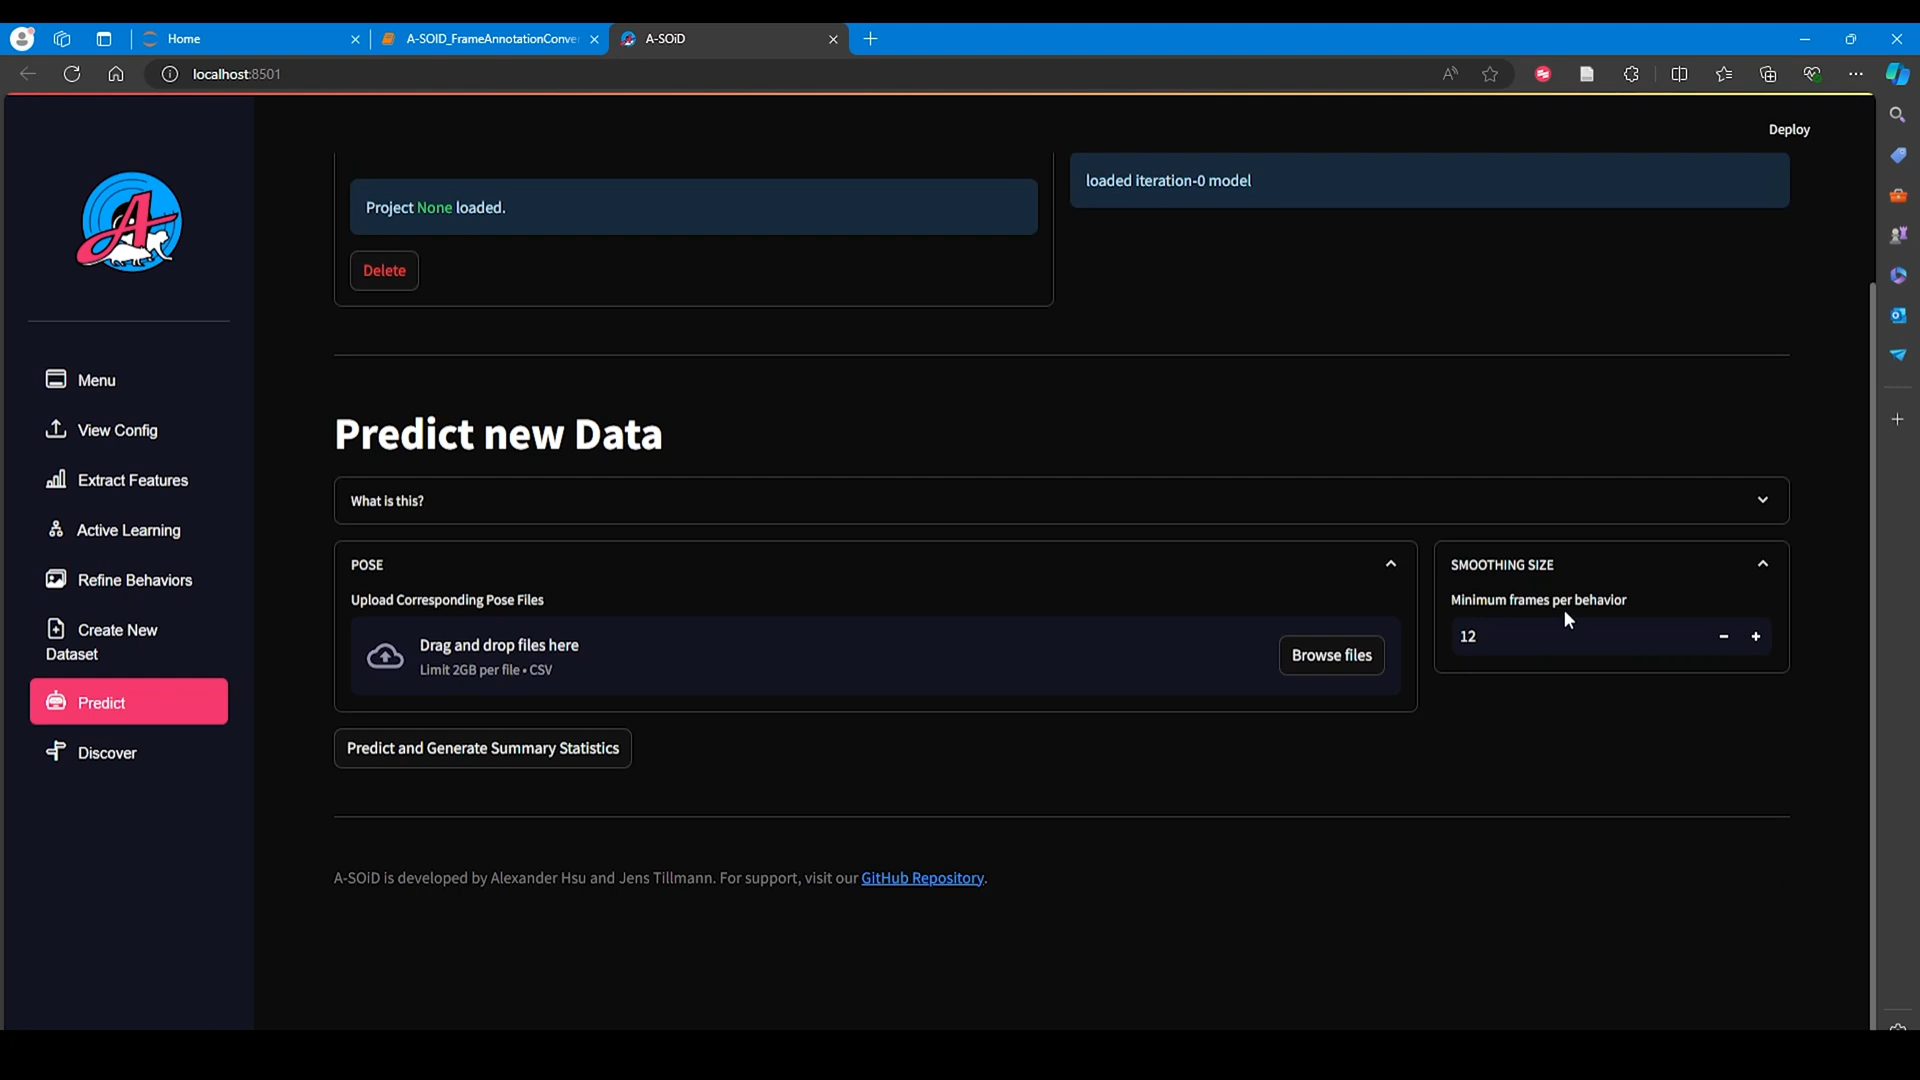 Home
A-SOID_FrameAnnotationConve
A-SOiD
localhost:8501
Deploy
Project None loaded.
loaded iteration-0 model
Delete
Menu
View Config
Extract Features
Active Learning
Refine Behaviors
Create New
Dataset
Predict
Discover
Predict new Data
What is this?
POSE
Upload Corresponding Pose Files
Drag and drop files here
Limit 2GB per file • CSV
Browse files
SMOOTHING SIZE
Minimum frames per behavior
12
Predict and Generate Summary Statistics
A-SOiD is developed by Alexander Hsu and Jens Tillmann. For support, visit our GitHub Repository.